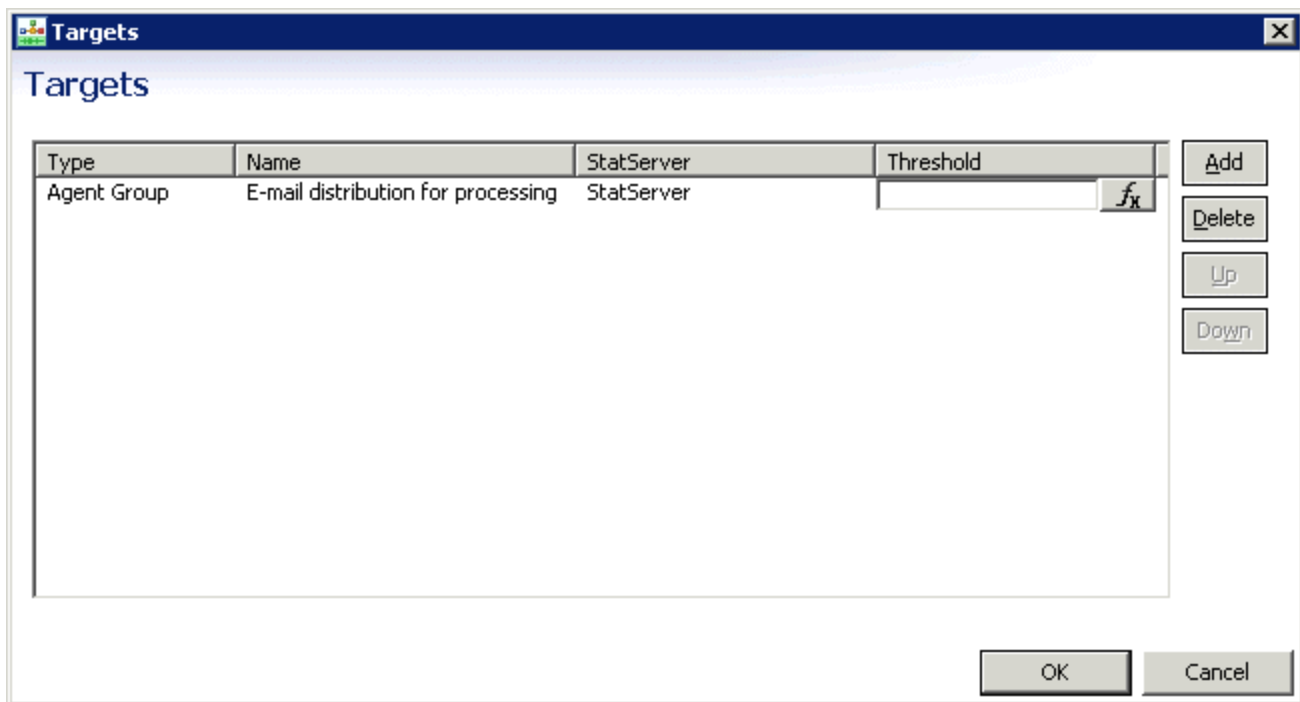 Targets
Targets
Type Name StatServer Threshold
Agent Group E-mail distribution for processing StatServer fx
Add
Delete
Up
Down
OK Cancel